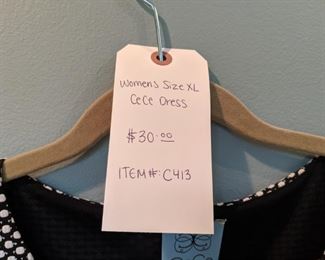 Women's Size XL
CeCe Dress
$30.00
ITEM#: C413